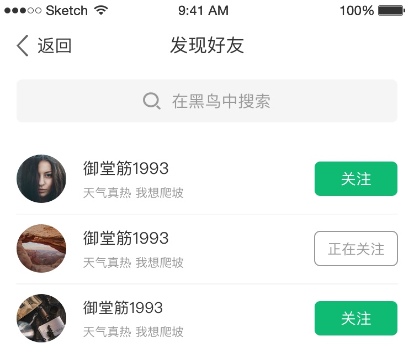 Sketch 9:41 AM 100%
返回 发现好友
在黑鸟中搜索
御堂筋1993
天气真热 我想爬坡
关注
御堂筋1993
天气真热 我想爬坡
正在关注
御堂筋1993
天气真热 我想爬坡
关注